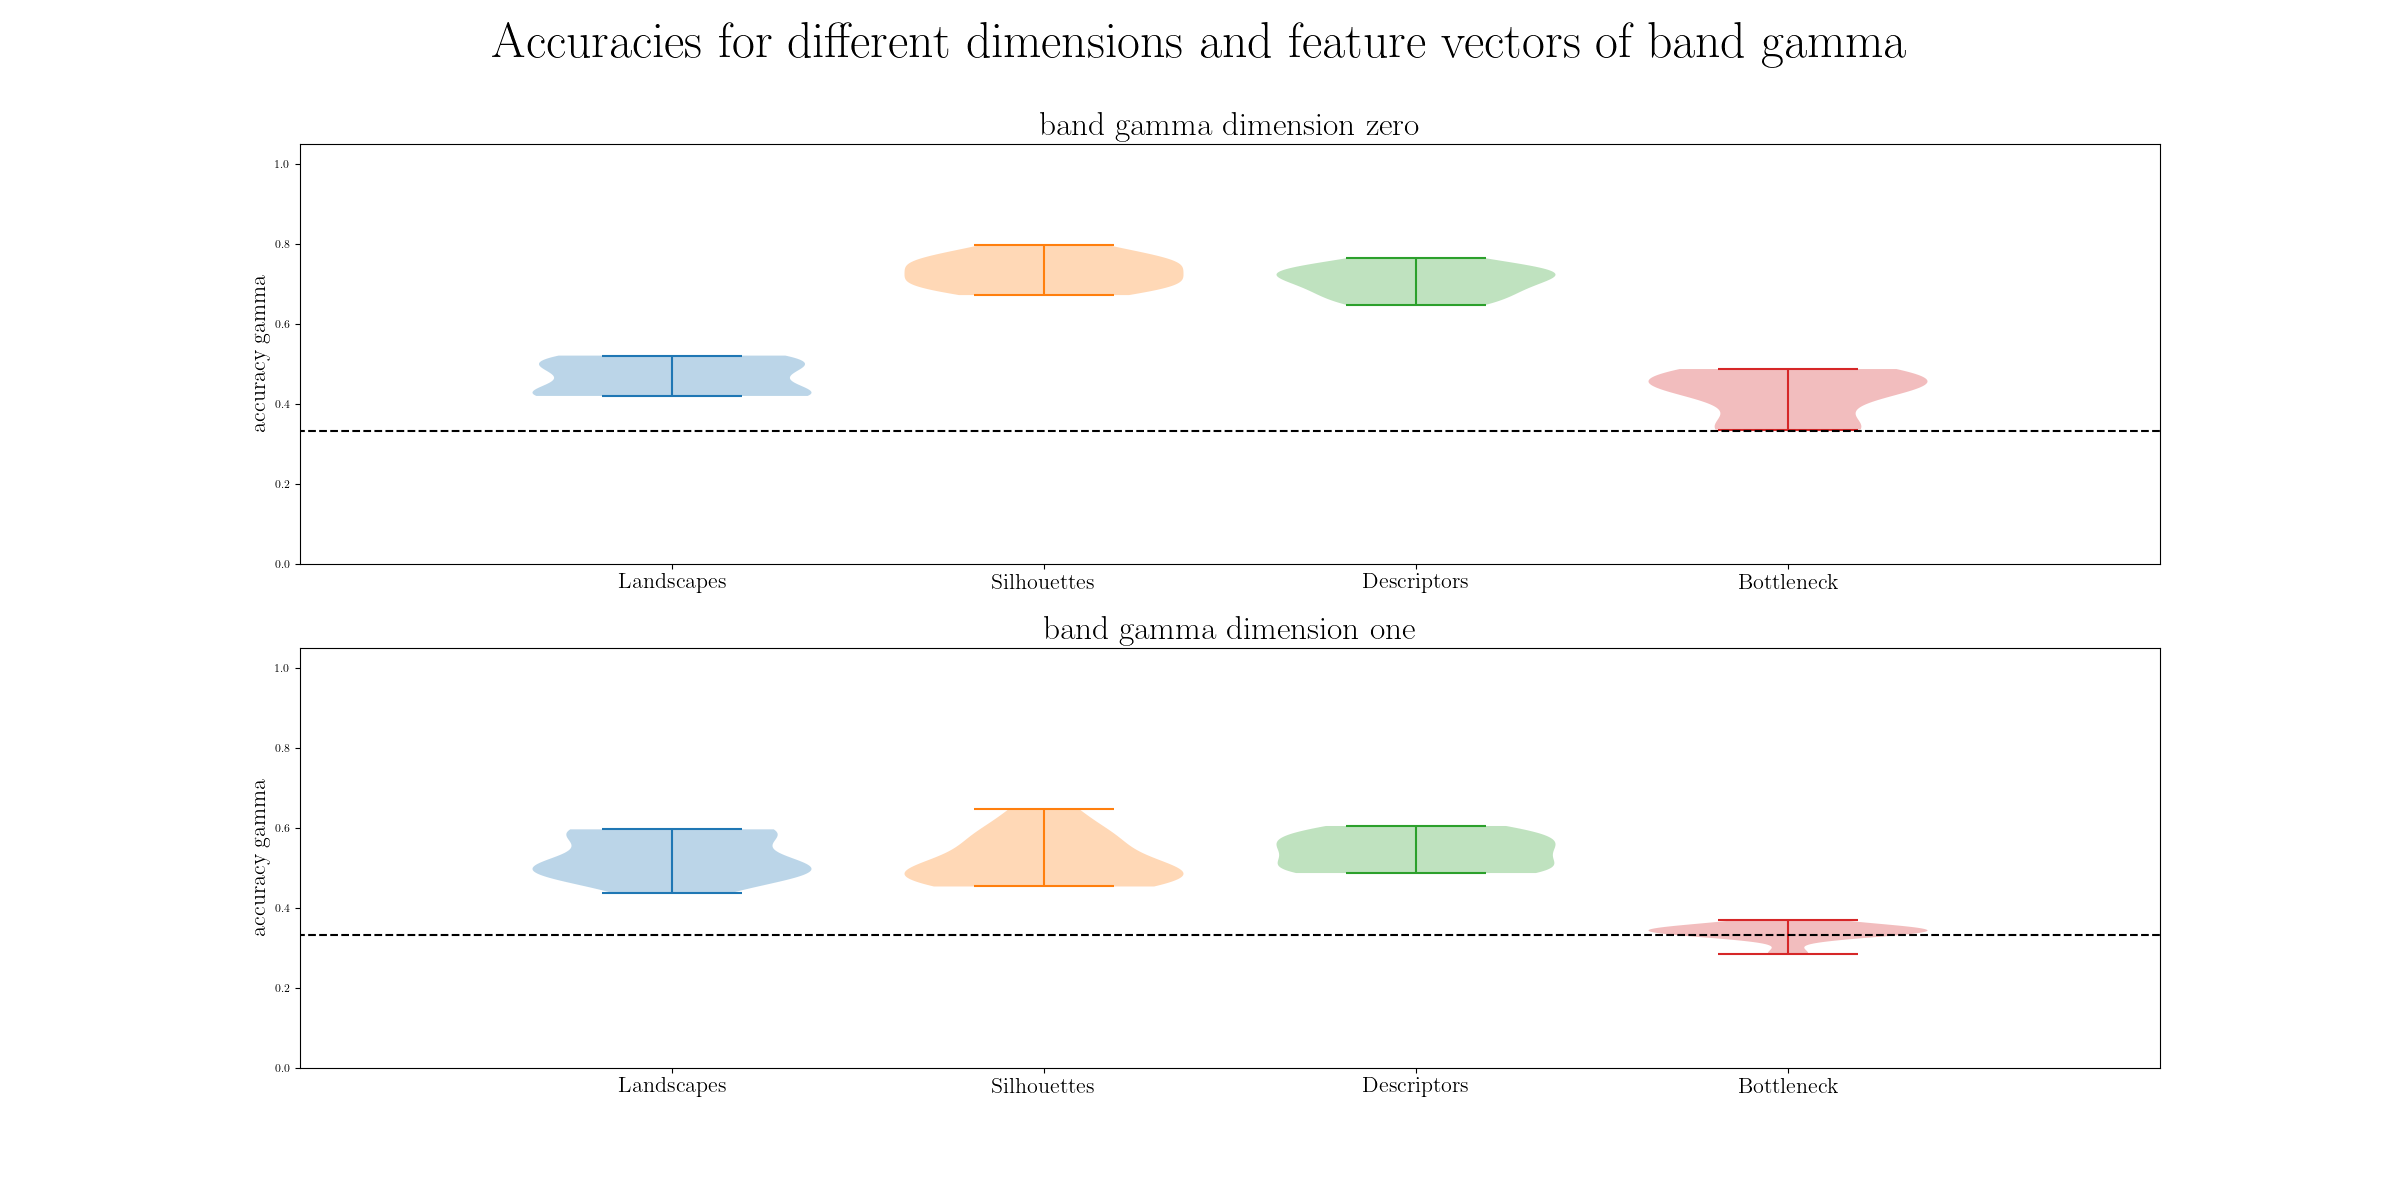 Accuracies for different dimensions and feature vectors of band gamma
band gamma dimension zero
accuracy gamma
1.0
0.8
0.6
0.4
0.2
0.0
Landscapes Silhouettes Descriptors Bottleneck
band gamma dimension one
accuracy gamma
1.0
0.8
0.6
0.4
0.2
0.0
Landscapes Silhouettes Descriptors Bottleneck